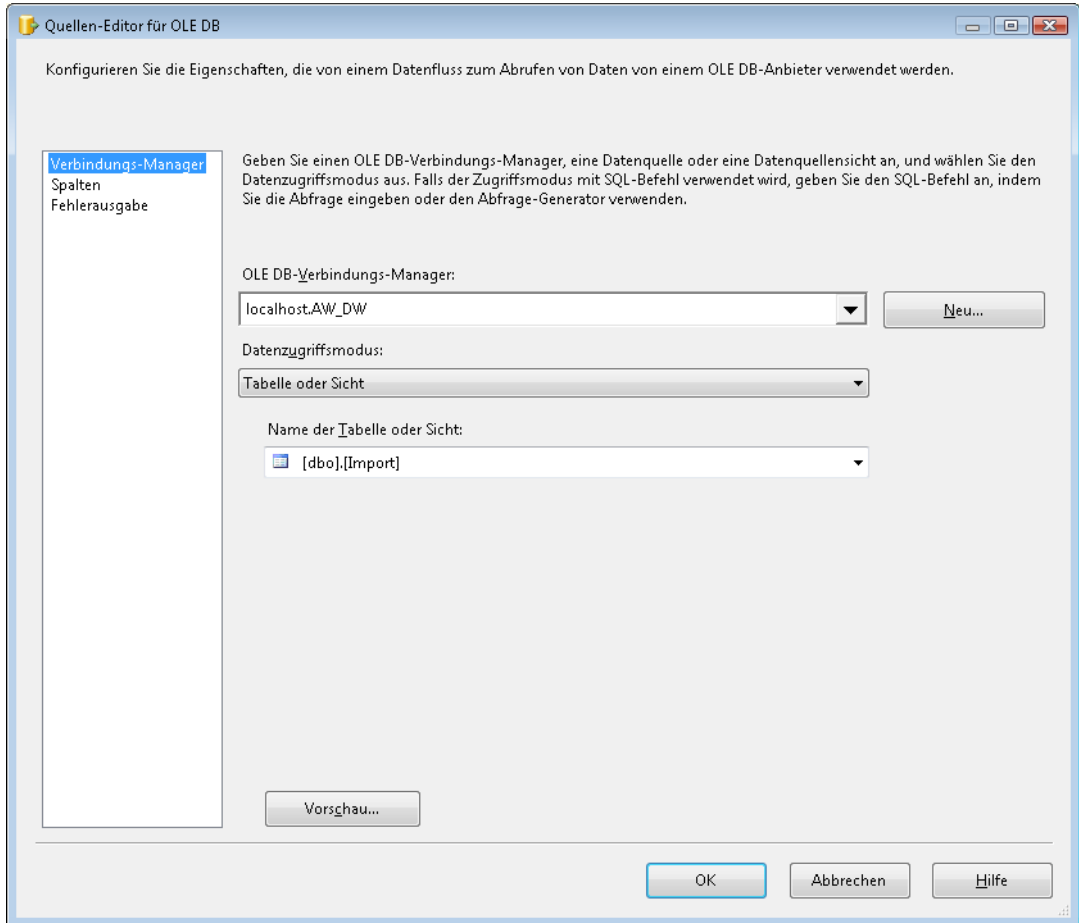 Quellen-Editor für OLE DB
Konfigurieren Sie die Eigenschaften, die von einem Datenfluss zum Abrufen von Daten von einem OLE DB-Anbieter verwendet werden.
Verbindungs-Manager
Spalten
Fehlerausgabe
Geben Sie einen OLE DB-Verbindungs-Manager, eine Datenquelle oder eine Datenquellensicht an, und wählen Sie den
Datenzugriffsmodus aus. Falls der Zugriffsmodus mit SQL-Befehl verwendet wird, geben Sie den SQL-Befehl an, indem
Sie die Abfrage eingeben oder den Abfrage-Generator verwenden.
OLE DB-Verbindungs-Manager:
localhost.AW_DW
Neu...
Datenzugriffsmodus:
Tabelle oder Sicht
Name der Tabelle oder Sicht:
[dbo].[Import]
Vorschau...
OK
Abbrechen
Hilfe